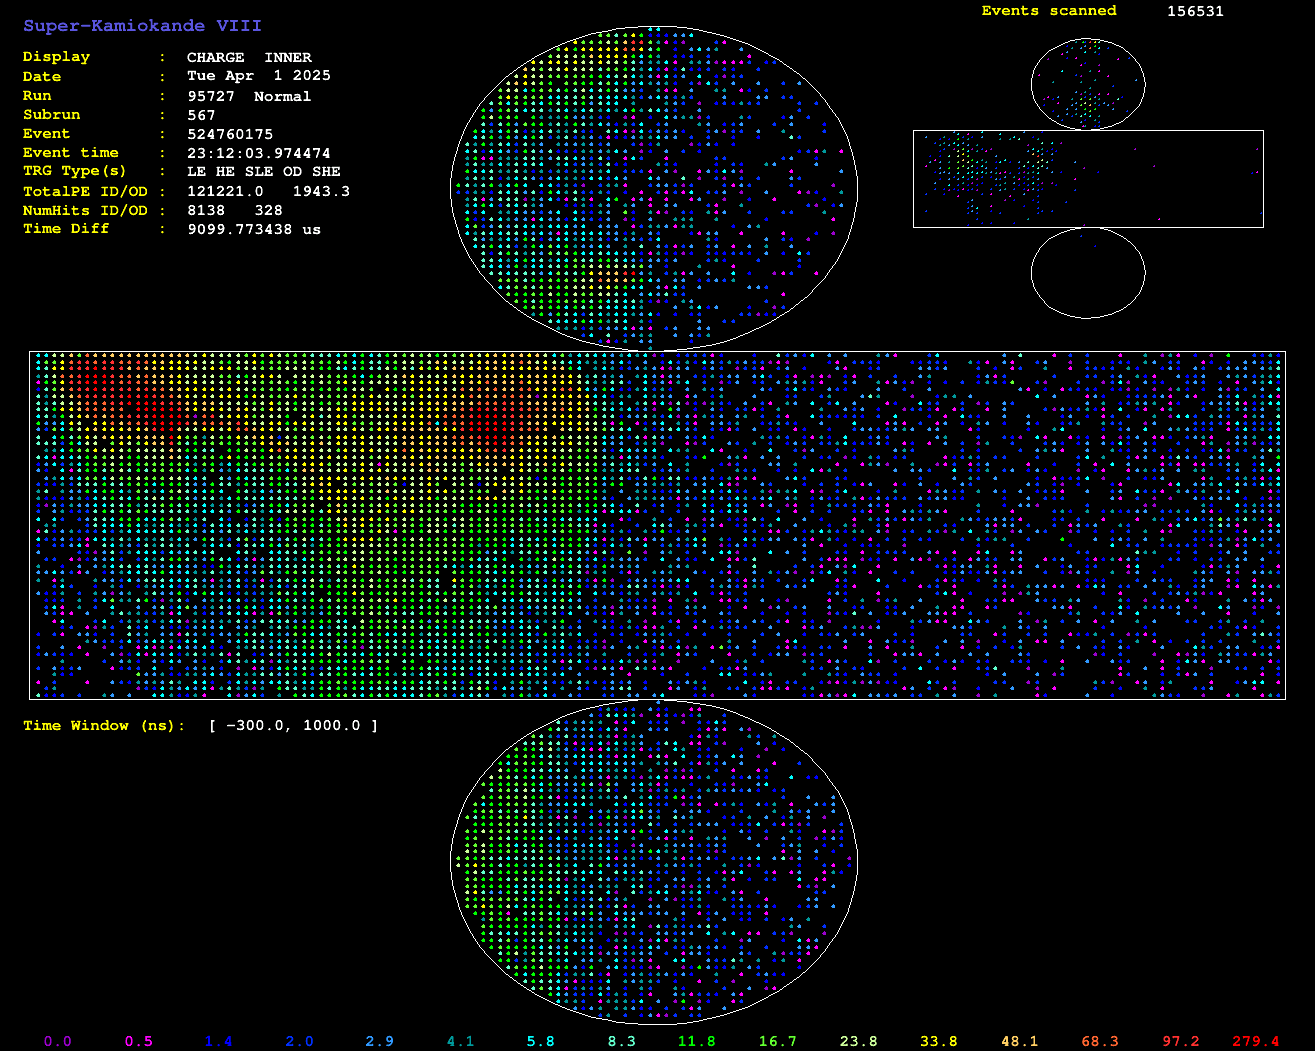 Super-Kamiokande VIII
Display : CHARGE INNER
Date : Tue Apr 1 2025
Run : 95727 Normal
Subrun : 567
Event : 524760175
Event time : 23:12:03.974474
TRG Type(s) : LE HE SLE OD SHE
TotalPE ID/OD : 121221.0 1943.3
NumHits ID/OD : 8138 328
Time Diff : 9099.773438 us
Events scanned 156531
Time Window (ns): [ -300.0, 1000.0 ]
0.0 0.5 1.4 2.0 2.9 4.1 5.8 8.3 11.8 16.7 23.8 33.8 48.1 68.3 97.2 279.4